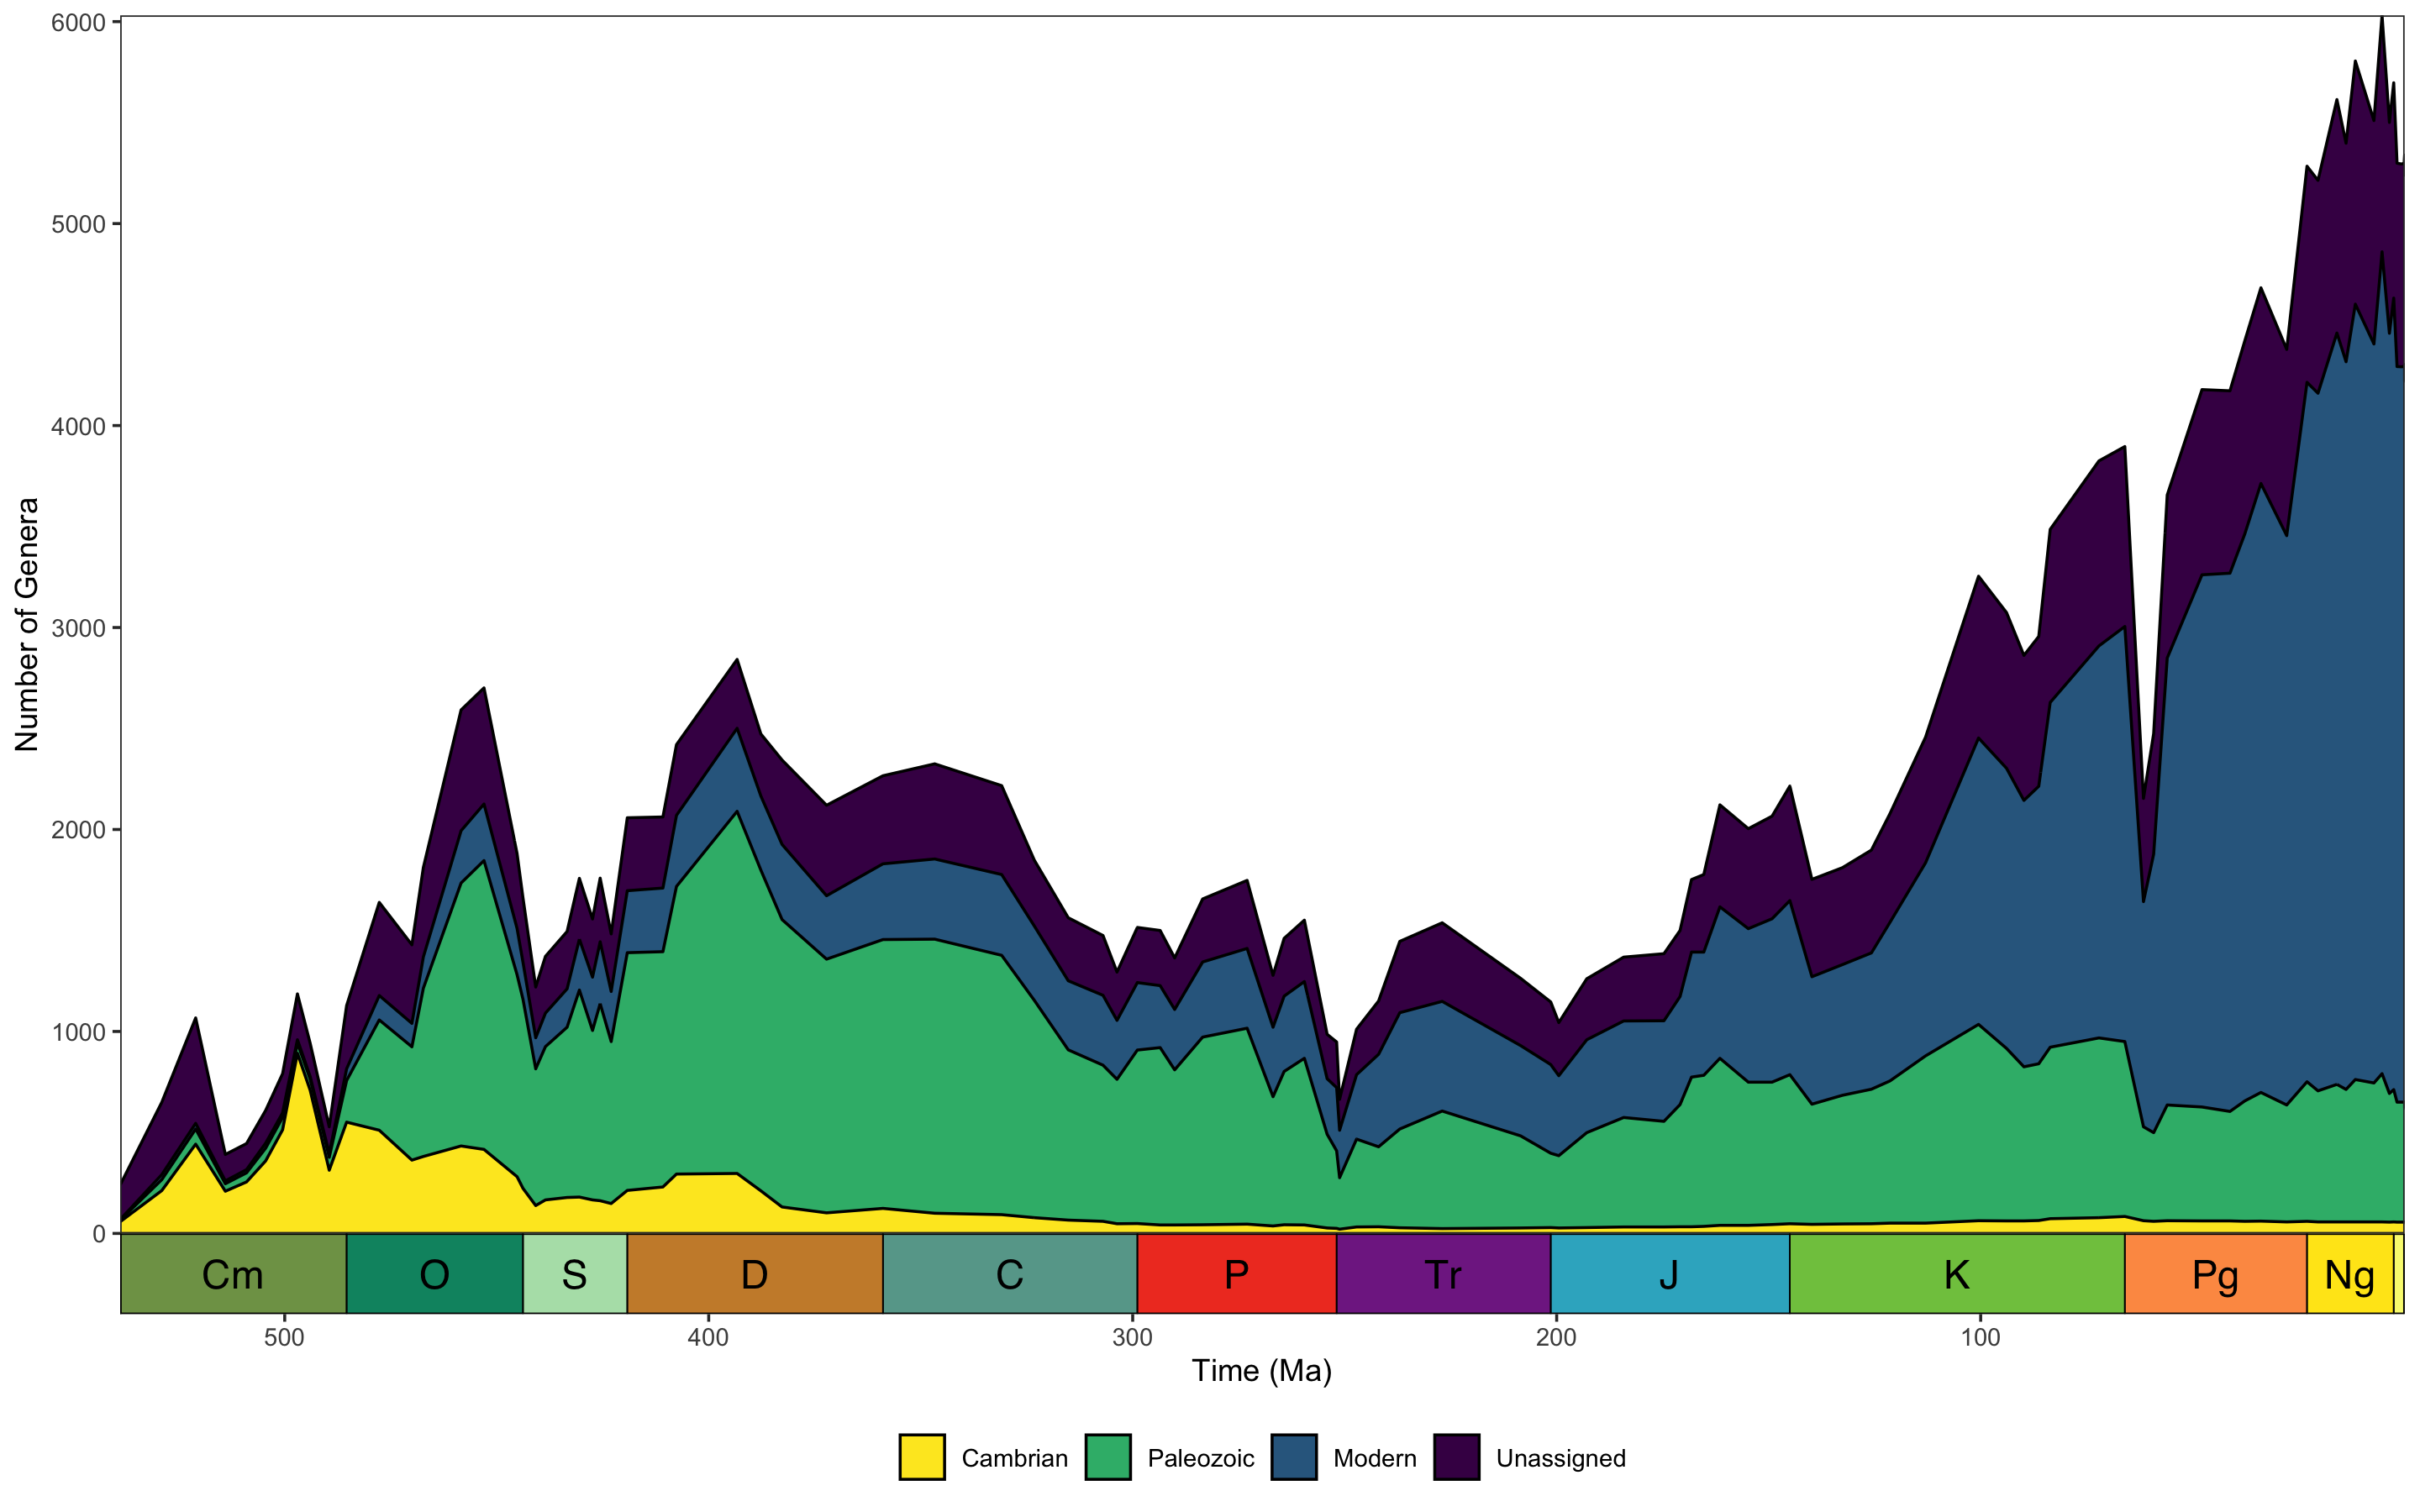 6000
5000
4000
3000
2000
1000
0
Number of Genera
Cm O S D C P Tr J K Pg Ng
500 400 300 200 100
Time (Ma)
Cambrian Paleozoic Modern Unassigned